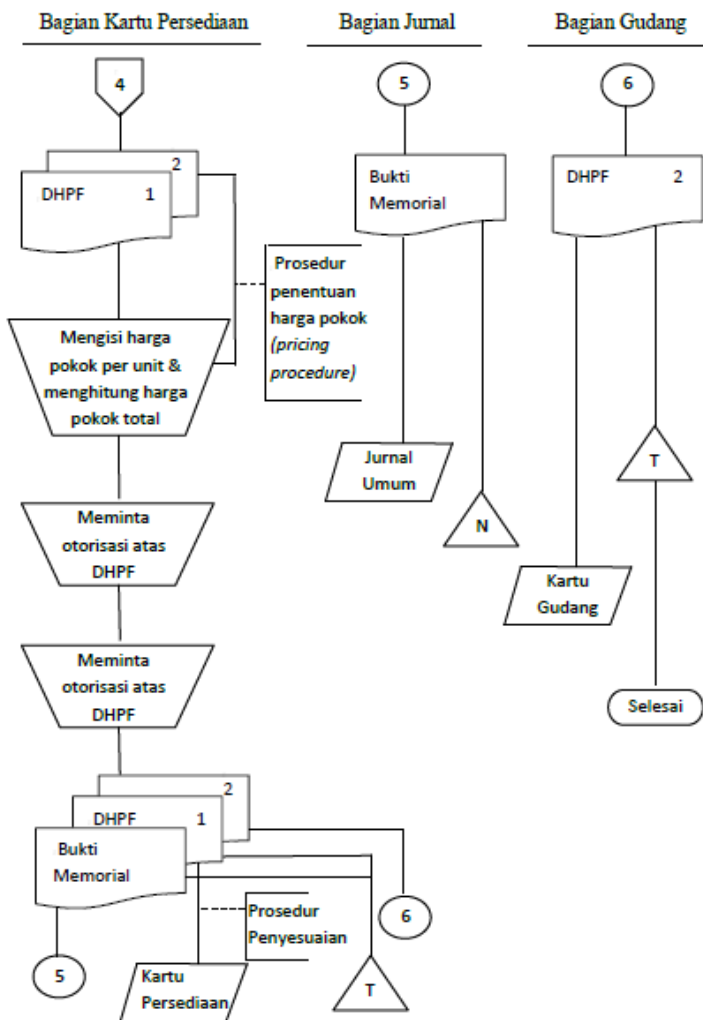 Bagian Kartu Persediaan
4
2
DHPF 1
Prosedur
penentuan
harga pokok
(pricing
procedure)
Mengisi harga
pokok per unit &
menghitung harga
pokok total
Meminta
otorisasi atas
DHPF
Meminta
otorisasi atas
DHPF
2
DHPF 1
Bukti
Memorial
5
Prosedur
Penyesuaian
6
Kartu
Persediaan
T
Bagian Jurnal
5
Bukti
Memorial
Jurnal
Umum
N
Bagian Gudang
6
DHPF 2
T
Kartu
Gudang
Selesai